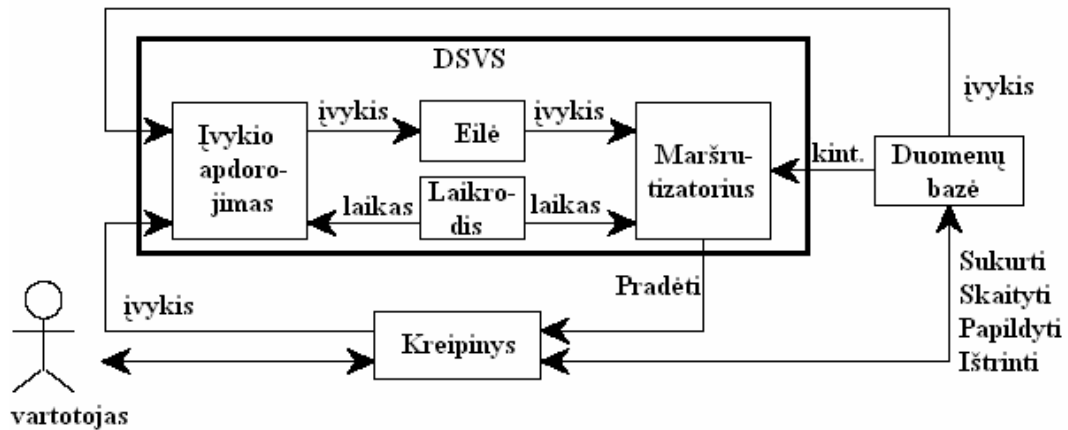 DSVS
įvykis
įvykis
įvykis
Įvykio
apdoro-
jimas
Eilė
Maršru-
tizatorius
kint.
Duomenų
bazė
laikas
Laikro-
dis
laikas
Pradėti
Sukurti
Skaityti
Papildyti
Ištrinti
įvykis
Kreipinys
vartotojas